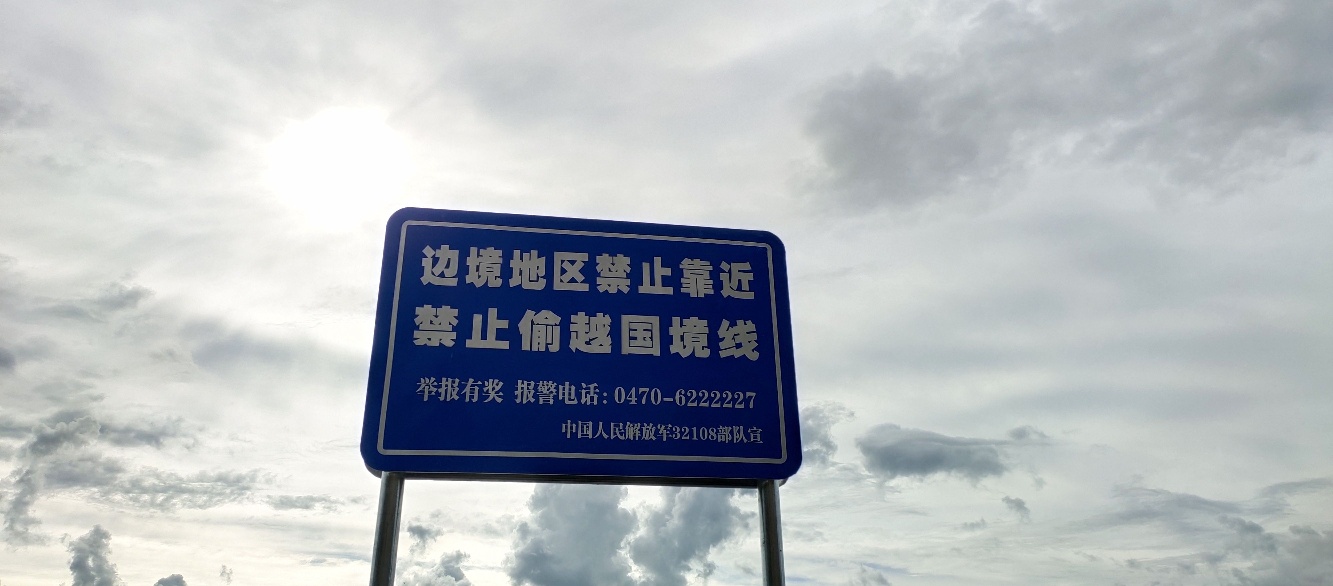 边境地区禁止靠近
禁止偷越国境线
举报有奖 报警电话:0470-6222227
中国人民解放军32108部队宣